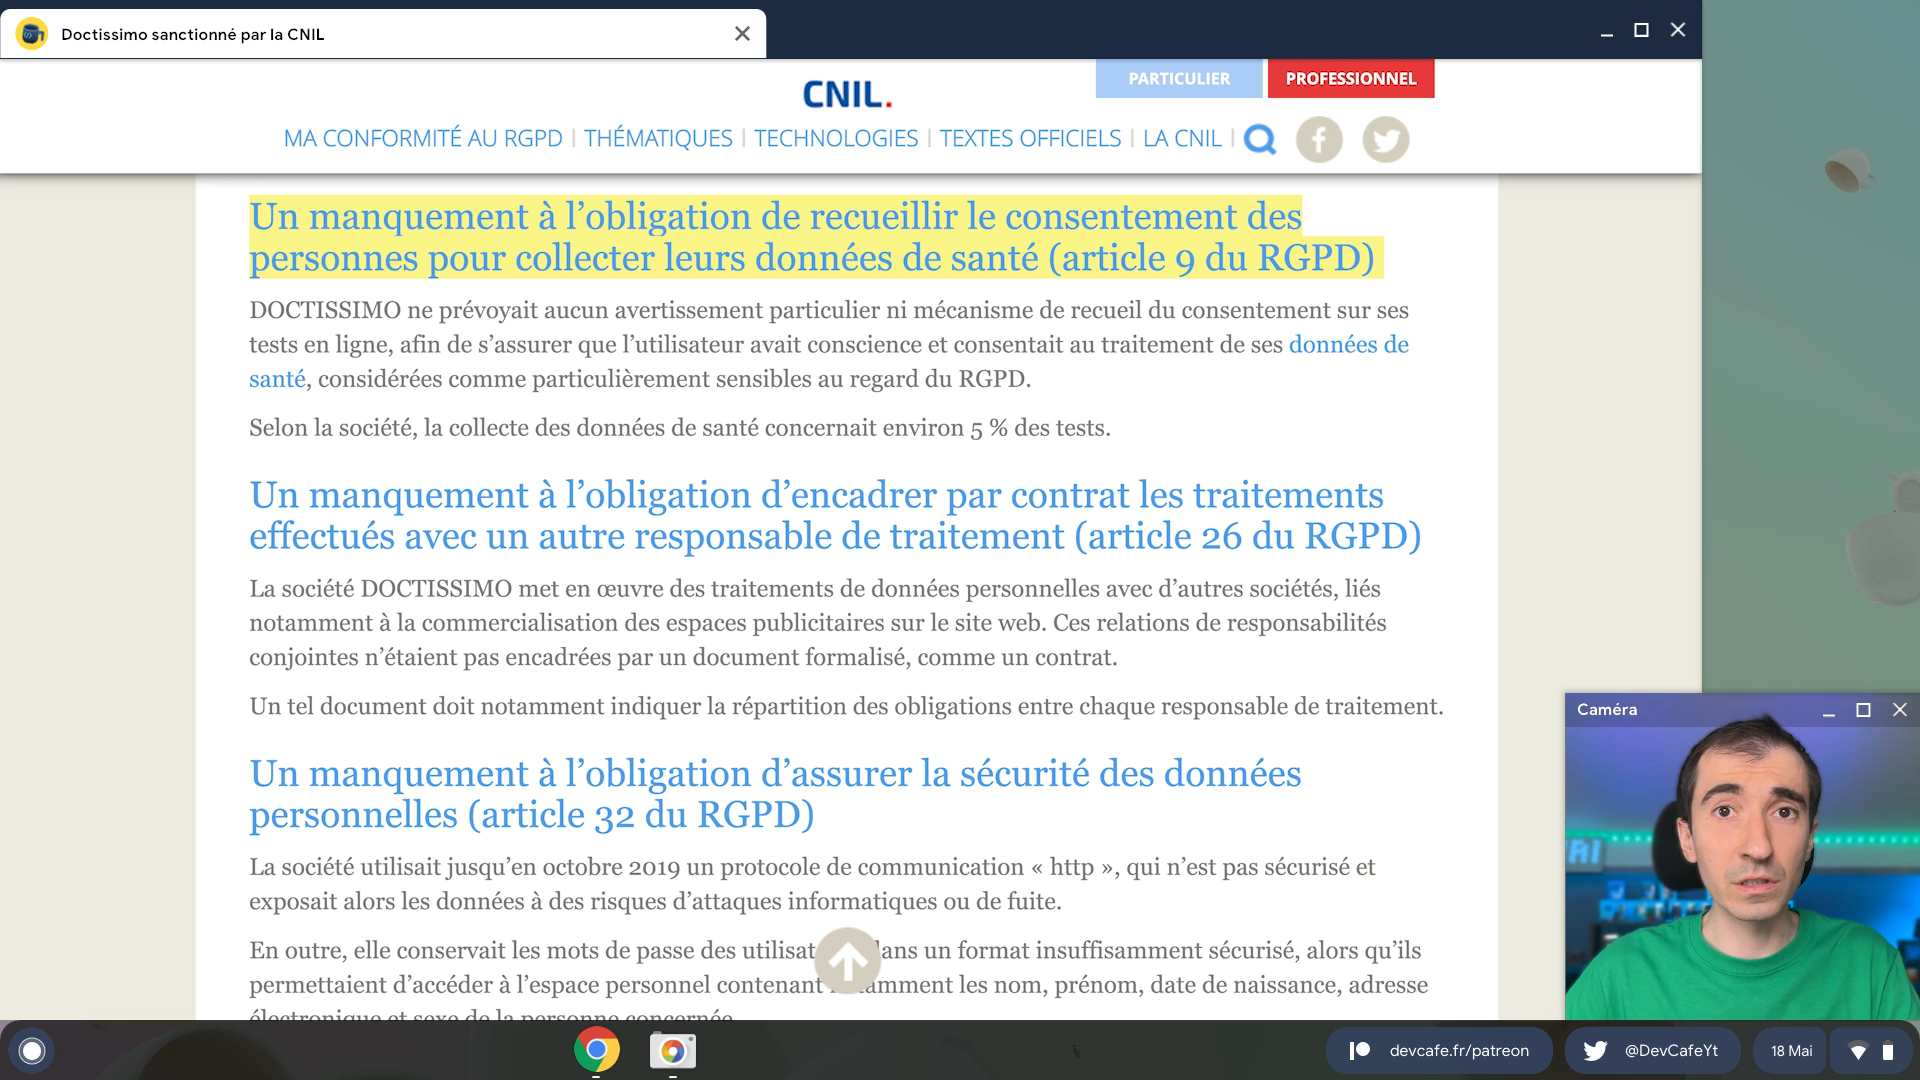 Doctissimo sanctionné par la CNIL
PARTICULIER
PROFESSIONNEL
CNIL.
MA CONFORMITÉ AU RGPD | THÉMATIQUES | TECHNOLOGIES | TEXTES OFFICIELS | LA CNIL |
Un manquement à l’obligation de recueillir le consentement des
personnes pour collecter leurs données de santé (article 9 du RGPD)
DOCTISSIMO ne prévoyait aucun avertissement particulier ni mécanisme de recueil du consentement sur ses
tests en ligne, afin de s’assurer que l’utilisateur avait conscience et consentait au traitement de ses données de
santé, considérées comme particulièrement sensibles au regard du RGPD.
Selon la société, la collecte des données de santé concernait environ 5 % des tests.
Un manquement à l’obligation d’encadrer par contrat les traitements
effectués avec un autre responsable de traitement (article 26 du RGPD)
La société DOCTISSIMO met en œuvre des traitements de données personnelles avec d’autres sociétés, liés
notamment à la commercialisation des espaces publicitaires sur le site web. Ces relations de responsabilités
conjointes n’étaient pas encadrées par un document formalisé, comme un contrat.
Un tel document doit notamment indiquer la répartition des obligations entre chaque responsable de traitement.
Un manquement à l’obligation d’assurer la sécurité des données
personnelles (article 32 du RGPD)
La société utilisait jusqu’en octobre 2019 un protocole de communication « http », qui n’est pas sécurisé et
exposait alors les données à des risques d’attaques informatiques ou de fuite.
En outre, elle conservait les mots de passe des un format insuffisamment sécurisé, alors qu’ils
permettaient d’accéder à l’espace personnel contenant les nom, prénom, date de naissance, adresse
électronique et sexe de la personne concernée
Caméra
devcafe.fr/patreon
@DevCafeYt
18 Mai